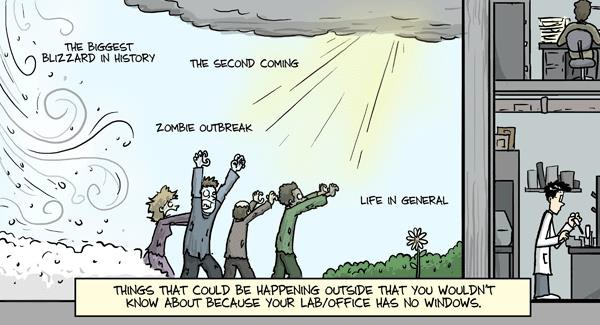 THE BIGGEST
BLIZZARD IN HISTORY
THE SECOND COMING
ZOMBIE OUTBREAK
LIFE IN GENERAL
THINGS THAT COULD BE HAPPENING OUTSIDE THAT YOU WOULDN'T
KNOW ABOUT BECAUSE YOUR LAB/OFFICE HAS NO WINDOWS.